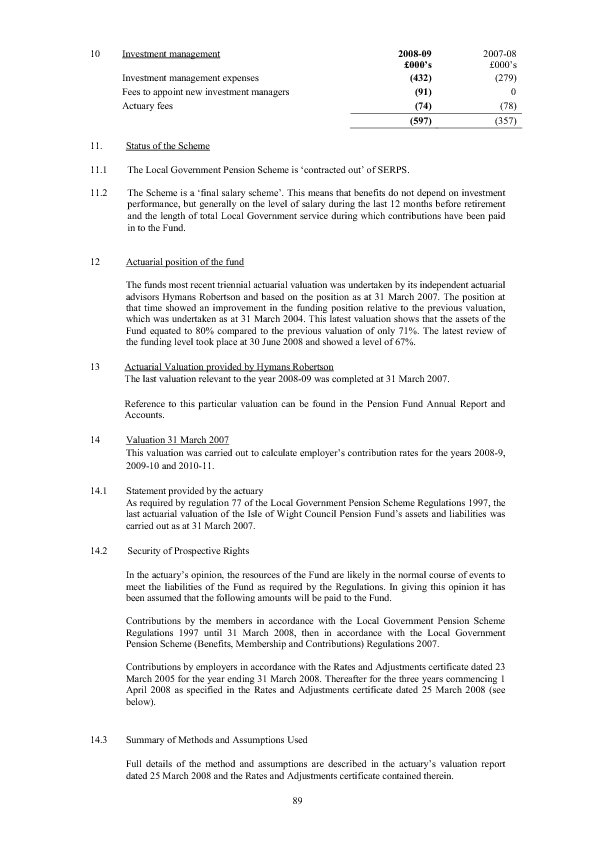 10 Investment management 2008-09 2007-08
£000's £000's
Investment management expenses (432) (279)
Fees to appoint new investment managers (91) 0
Actuary fees (74) (78)
(597) (357)
11. Status of the Scheme
11.1 The Local Government Pension Scheme is 'contracted out' of SERPS.
11.2 The Scheme is a 'final salary scheme'. This means that benefits do not depend on investment
performance, but generally on the level of salary during the last 12 months before retirement
and the length of total Local Government service during which contributions have been paid
in to the Fund.
12 Actuarial position of the fund
The funds most recent triennial actuarial valuation was undertaken by its independent actuarial
advisors Hymans Robertson and based on the position as at 31 March 2007. The position at
that time showed an improvement in the funding position relative to the previous valuation,
which was undertaken as at 31 March 2004. This latest valuation shows that the assets of the
Fund equated to 80% compared to the previous valuation of only 71%. The latest review of
the funding level took place at 30 June 2008 and showed a level of 67%.
13 Actuarial Valuation provided by Hymans Robertson
The last valuation relevant to the year 2008-09 was completed at 31 March 2007.
Reference to this particular valuation can be found in the Pension Fund Annual Report and
Accounts.
14 Valuation 31 March 2007
This valuation was carried out to calculate employer's contribution rates for the years 2008-9,
2009-10 and 2010-11.
14.1 Statement provided by the actuary
As required by regulation 77 of the Local Government Pension Scheme Regulations 1997, the
last actuarial valuation of the Isle of Wight Council Pension Fund's assets and liabilities was
carried out as at 31 March 2007.
14.2 Security of Prospective Rights
In the actuary's opinion, the resources of the Fund are likely in the normal course of events to
meet the liabilities of the Fund as required by the Regulations. In giving this opinion it has
been assumed that the following amounts will be paid to the Fund.
Contributions by the members in accordance with the Local Government Pension Scheme
Regulations 1997 until 31 March 2008, then in accordance with the Local Government
Pension Scheme (Benefits, Membership and Contributions) Regulations 2007.
Contributions by employers in accordance with the Rates and Adjustments certificate dated 23
March 2005 for the year ending 31 March 2008. Thereafter for the three years commencing 1
April 2008 as specified in the Rates and Adjustments certificate dated 25 March 2008 (see
below).
14.3 Summary of Methods and Assumptions Used
Full details of the method and assumptions are described in the actuary's valuation report
dated 25 March 2008 and the Rates and Adjustments certificate contained therein.
89